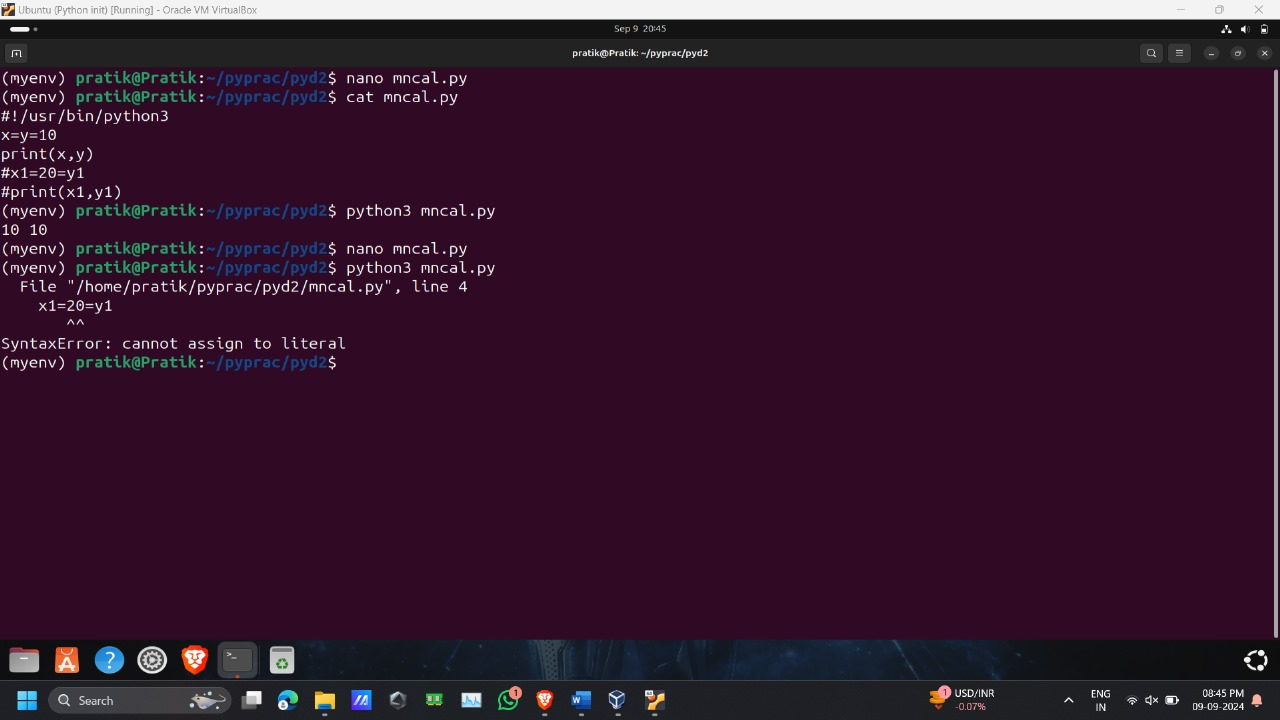 Ubuntu (Python init) [Running] - Oracle VM VirtualBox
Sep 9 20:45
pratik@Pratik: ~/pyprac/pyd2
(myenv) pratik@Pratik:~/pyprac/pyd2$ nano mncal.py
(myenv) pratik@Pratik:~/pyprac/pyd2$ cat mncal.py
#!/usr/bin/python3
x=y=10
print(x,y)
#x1=20=y1
#print(x1,y1)
(myenv) pratik@Pratik:~/pyprac/pyd2$ python3 mncal.py
10 10
(myenv) pratik@Pratik:~/pyprac/pyd2$ nano mncal.py
(myenv) pratik@Pratik:~/pyprac/pyd2$ python3 mncal.py
  File "/home/pratik/pyprac/pyd2/mncal.py", line 4
    x1=20=y1
       ^^
SyntaxError: cannot assign to literal
(myenv) pratik@Pratik:~/pyprac/pyd2$
Search
1
1
USD/INR
-0.07%
ENG
IN
08:45 PM
09-09-2024